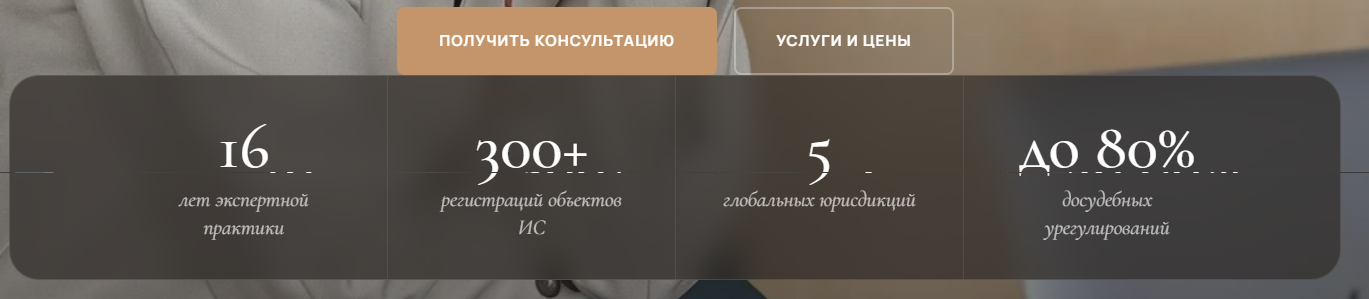 ПОЛУЧИТЬ КОНСУЛЬТАЦИЮ
УСЛУГИ И ЦЕНЫ
16
лет экспертной
практики
300+
регистраций объектов
ИС
5
глобальных юрисдикций
до 80%
досудебных
урегулирований